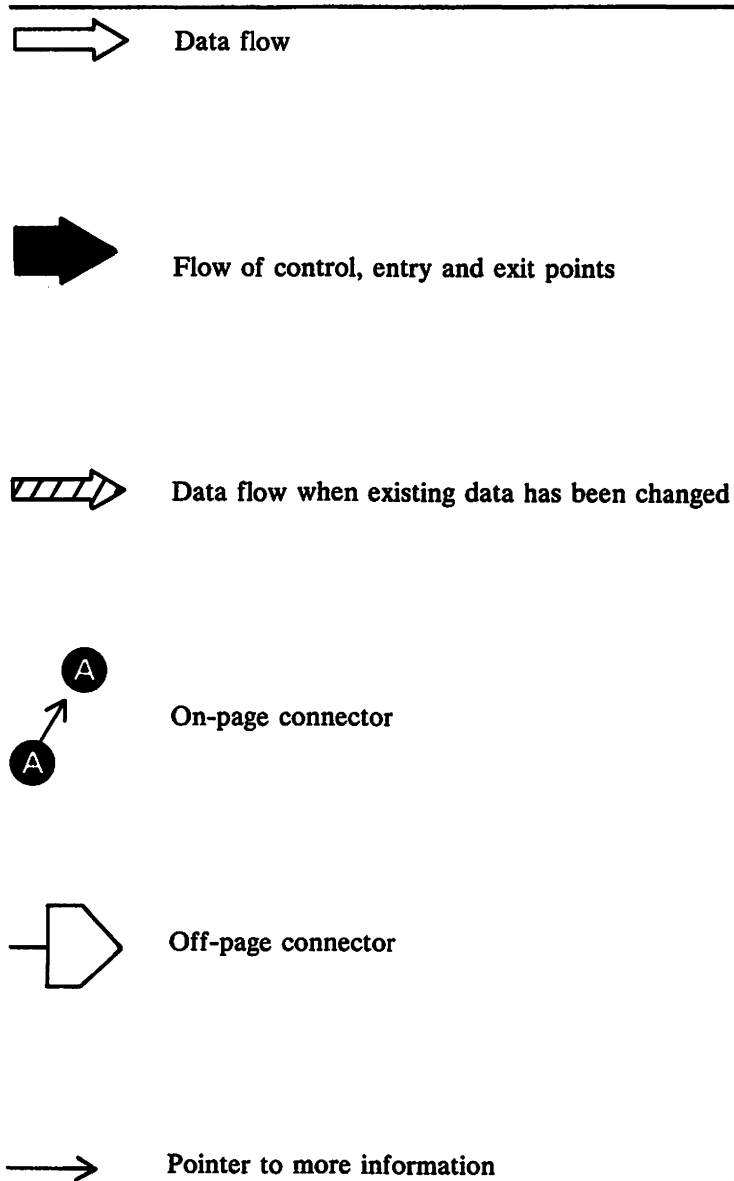 Data flow
Flow of control, entry and exit points
Data flow when existing data has been changed
A
On-page connector
A
Off-page connector
Pointer to more information